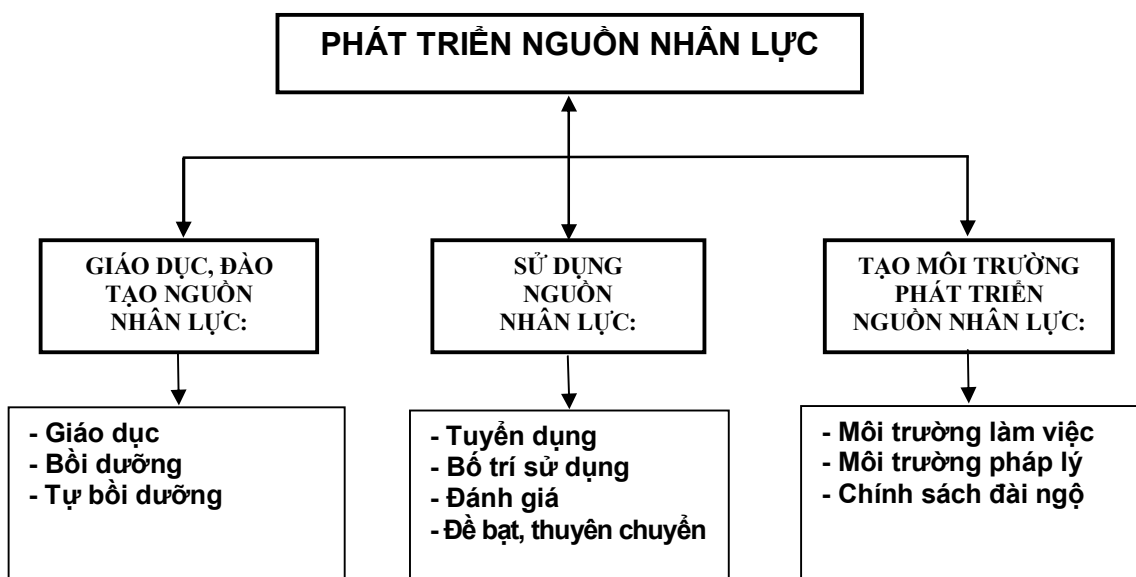 PHÁT TRIỂN NGUỒN NHÂN LỰC
GIÁO DỤC, ĐÀO
TẠO NGUỒN
NHÂN LỰC:
SỬ DỤNG
NGUỒN
NHÂN LỰC:
TẠO MÔI TRƯỜNG
PHÁT TRIỂN
NGUỒN NHÂN LỰC:
- Giáo dục
- Bồi dưỡng
- Tự bồi dưỡng
- Tuyển dụng
- Bố trí sử dụng
- Đánh giá
- Đề bạt, thuyên chuyển
- Môi trường làm việc
- Môi trường pháp lý
- Chính sách đài ngộ